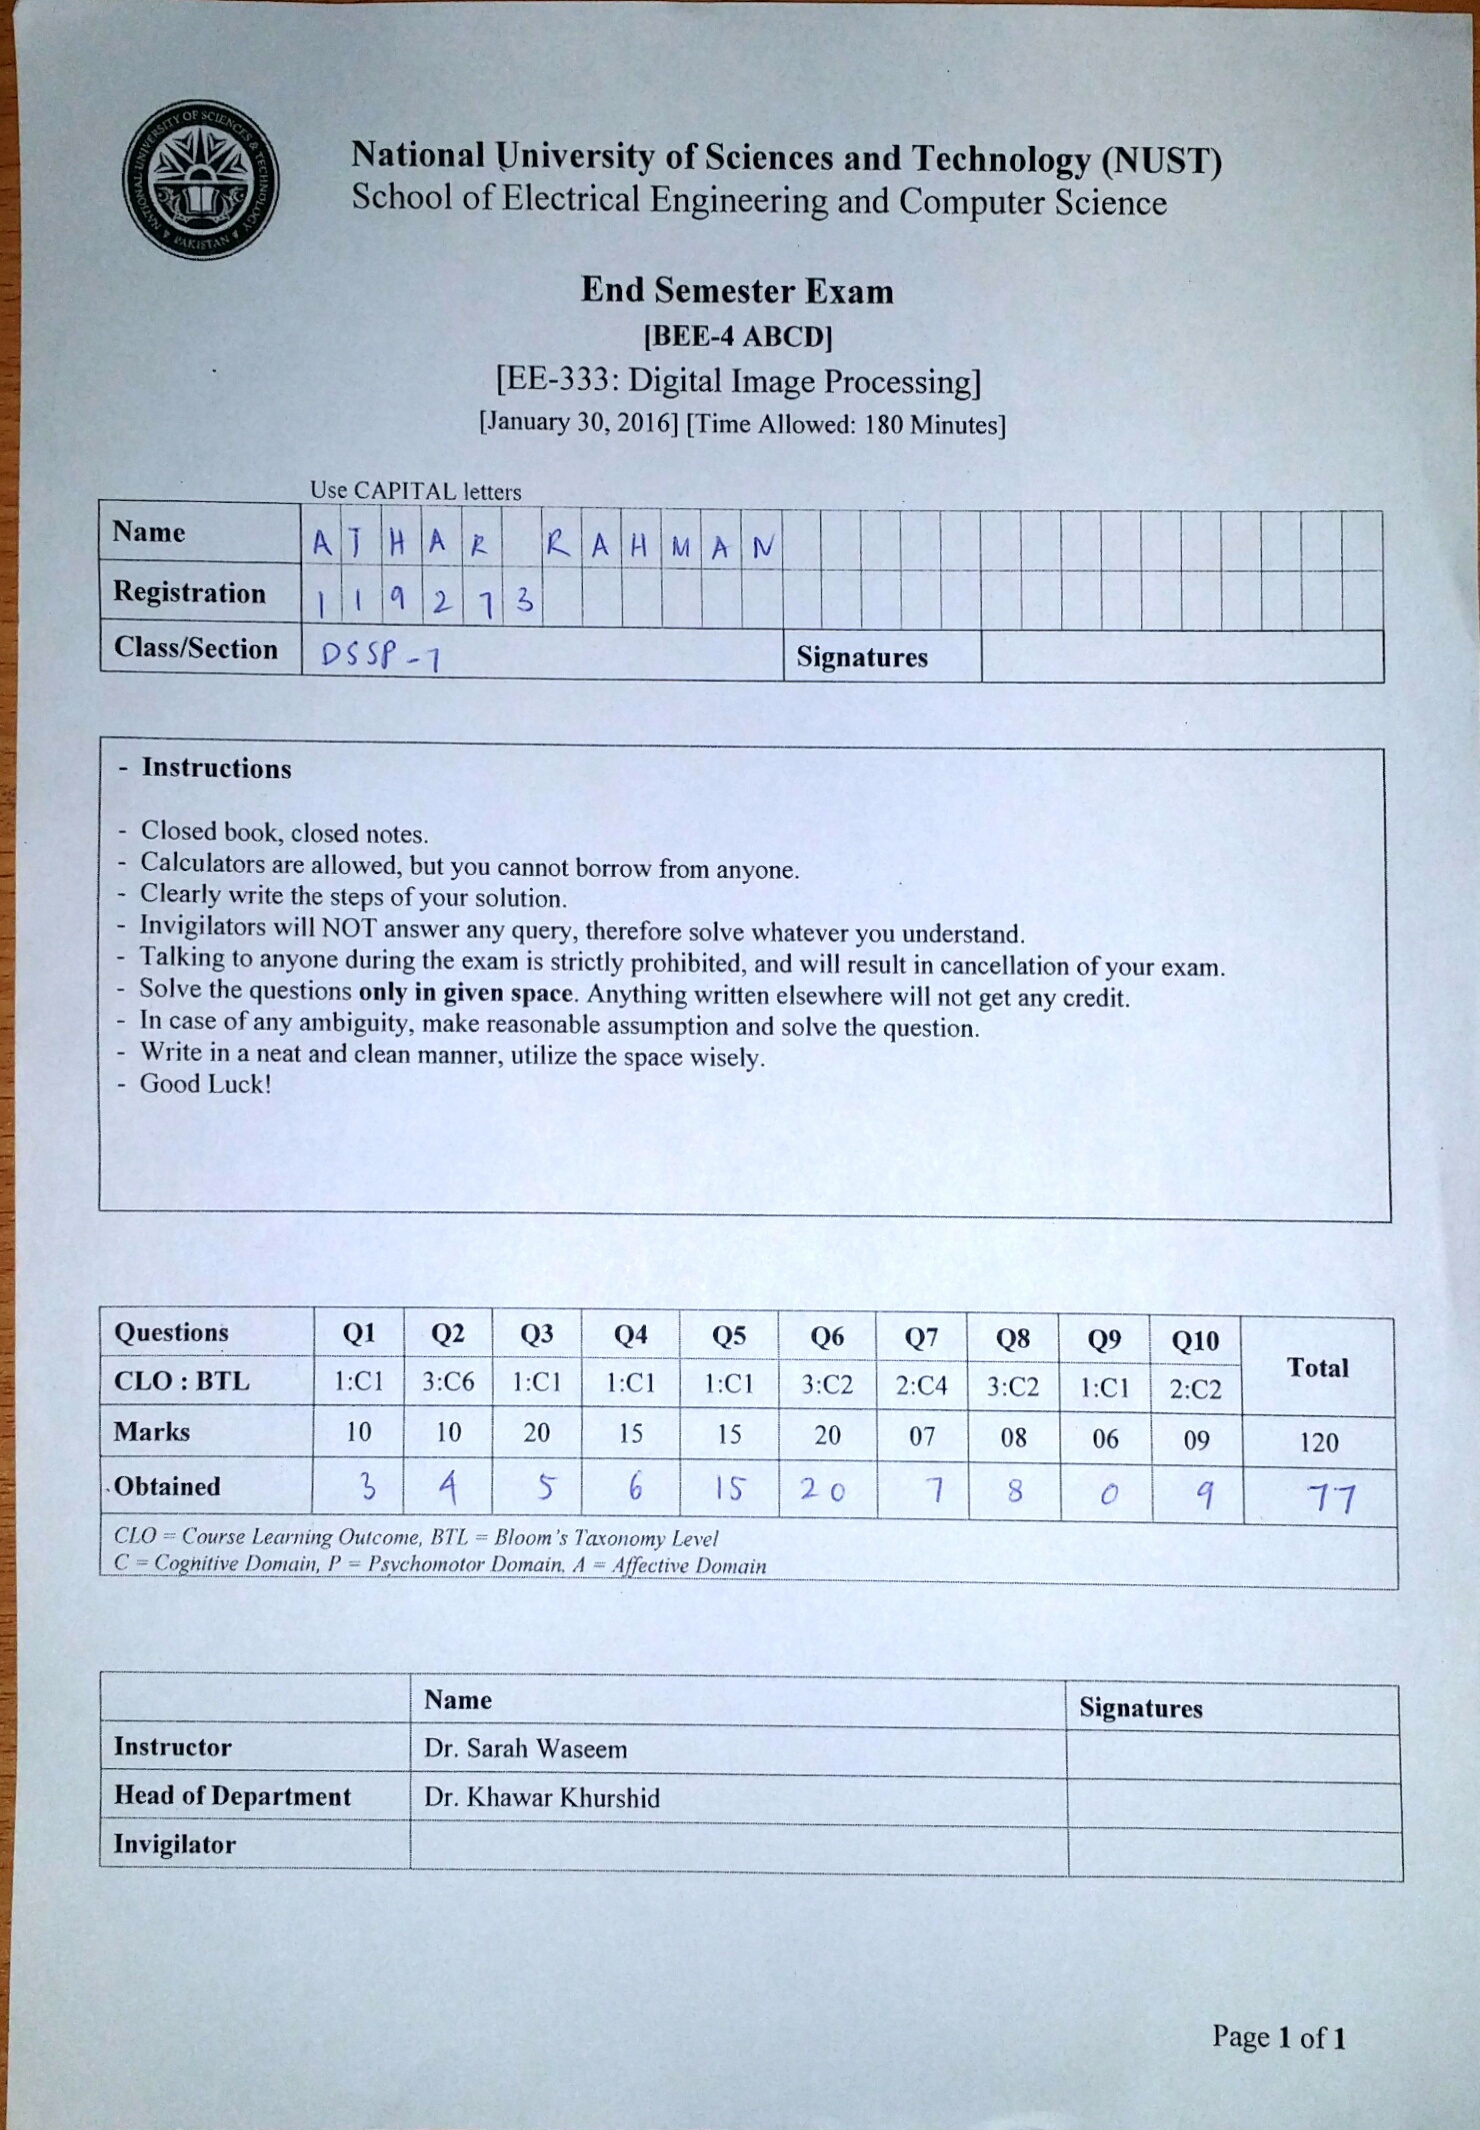 NATIONAL UNIVERSITY OF SCIENCES & TECHNOLOGY
PAKISTAN
National University of Sciences and Technology (NUST)
School of Electrical Engineering and Computer Science
End Semester Exam
[BEE-4 ABCD]
[EE-333: Digital Image Processing]
[January 30, 2016] [Time Allowed: 180 Minutes]
Use CAPITAL letters
Name ATHAR RAHMAN
Registration 119273
Class/Section DSSP-7 Signatures
- Instructions
- Closed book, closed notes.
- Calculators are allowed, but you cannot borrow from anyone.
- Clearly write the steps of your solution.
- Invigilators will NOT answer any query, therefore solve whatever you understand.
- Talking to anyone during the exam is strictly prohibited, and will result in cancellation of your exam.
- Solve the questions only in given space. Anything written elsewhere will not get any credit.
- In case of any ambiguity, make reasonable assumption and solve the question.
- Write in a neat and clean manner, utilize the space wisely.
- Good Luck!
Questions Q1 Q2 Q3 Q4 Q5 Q6 Q7 Q8 Q9 Q10 Total
CLO : BTL 1:C1 3:C6 1:C1 1:C1 1:C1 3:C2 2:C4 3:C2 1:C1 2:C2
Marks 10 10 20 15 15 20 07 08 06 09 120
Obtained 3 4 5 6 15 20 7 8 0 9 77
CLO = Course Learning Outcome, BTL = Bloom's Taxonomy Level
C = Cognitive Domain, P = Psychomotor Domain, A = Affective Domain
Name Signatures
Instructor Dr. Sarah Waseem
Head of Department Dr. Khawar Khurshid
Invigilator
Page 1 of 1